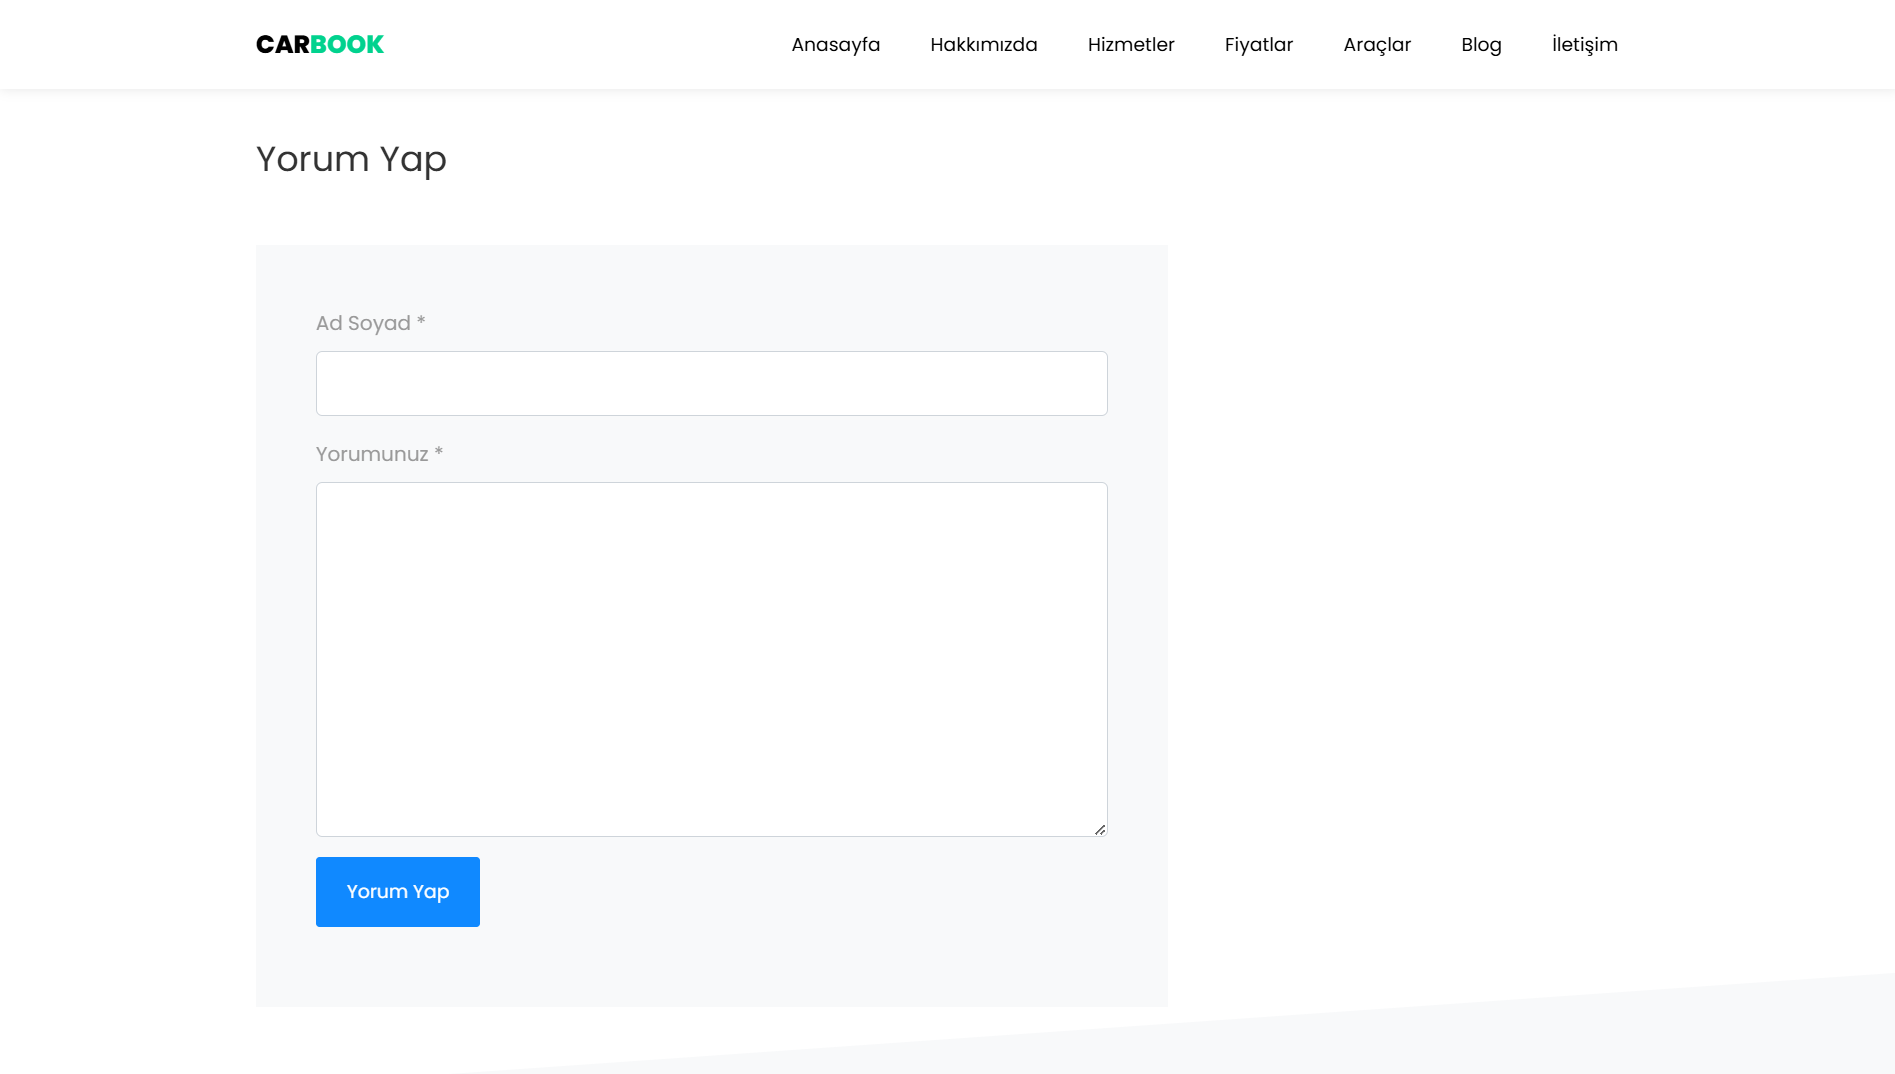 CARBOOK
Anasayfa Hakkımızda Hizmetler Fiyatlar Araçlar Blog İletişim
Yorum Yap
Ad Soyad *
Yorumunuz *
Yorum Yap